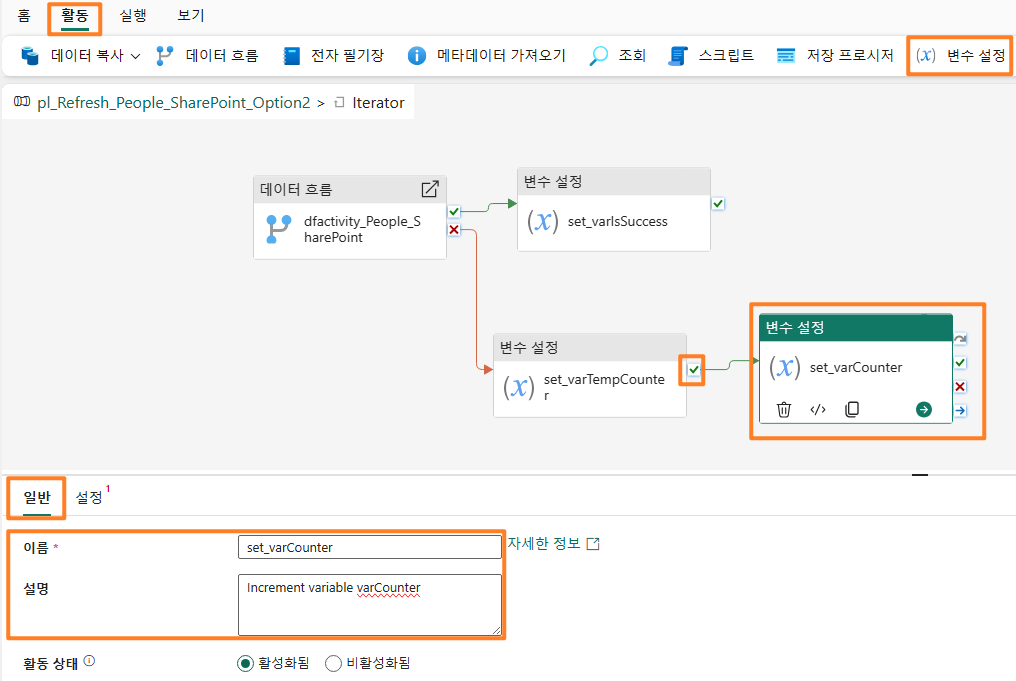 홈 활동 실행 보기
데이터 복사 데이터 흐름 전자 필기장 메타데이터 가져오기 조회 스크립트 저장 프로시저 (x) 변수 설정
pl_Refresh_People_SharePoint_Option2 > Iterator
데이터 흐름
dfactivity_People_S
harePoint
변수 설정
(x) set_varIsSuccess
변수 설정
(x) set_varTempCounte
r
변수 설정
(x) set_varCounter
일반 설정 1
이름 * set_varCounter 자세한 정보
설명 Increment variable varCounter
활동 상태 활성화됨 비활성화됨